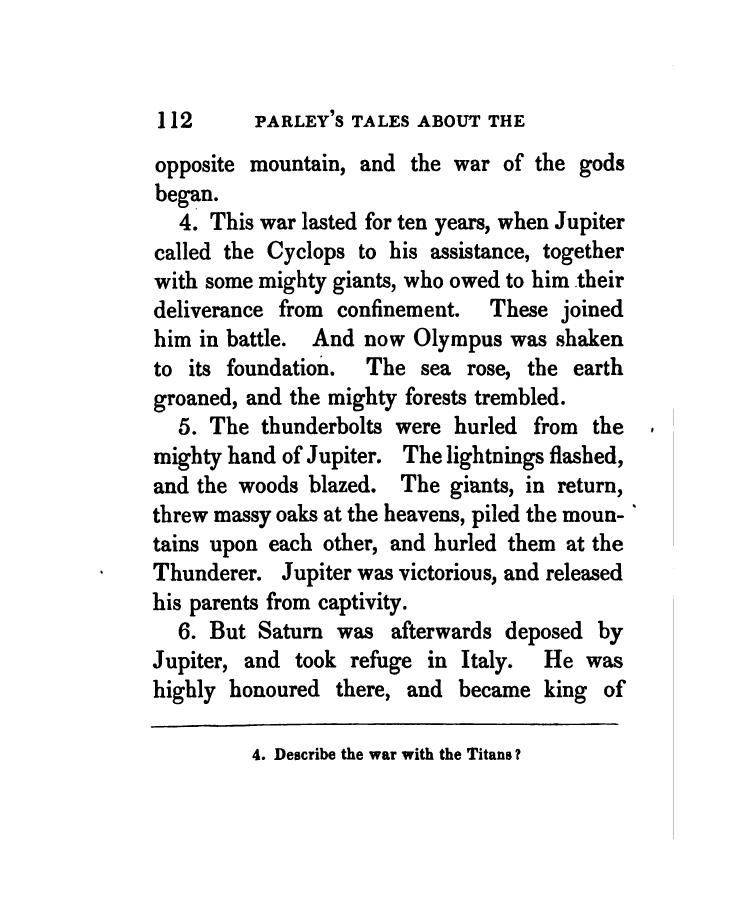 112 PARLEY'S TALES ABOUT THE
opposite mountain, and the war of the gods
began.
4. This war lasted for ten years, when Jupiter
called the Cyclops to his assistance, together
with some mighty giants, who owed to him their
deliverance from confinement. These joined
him in battle. And now Olympus was shaken
to its foundation. The sea rose, the earth
groaned, and the mighty forests trembled.
5. The thunderbolts were hurled from the
mighty hand of Jupiter. The lightnings flashed,
and the woods blazed. The giants, in return,
threw massy oaks at the heavens, piled the moun-
tains upon each other, and hurled them at the
Thunderer. Jupiter was victorious, and released
his parents from captivity.
6. But Saturn was afterwards deposed by
Jupiter, and took refuge in Italy. He was
highly honoured there, and became king of
4. Describe the war with the Titans?